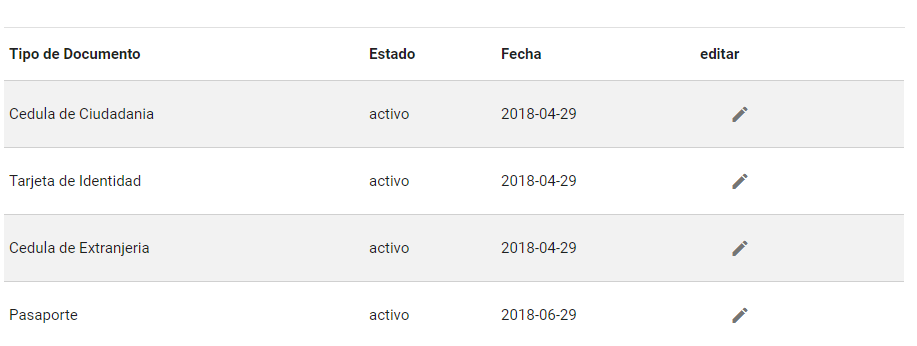 Tipo de Documento Estado Fecha editar
Cedula de Ciudadania activo 2018-04-29
Tarjeta de Identidad activo 2018-04-29
Cedula de Extranjeria activo 2018-04-29
Pasaporte activo 2018-06-29